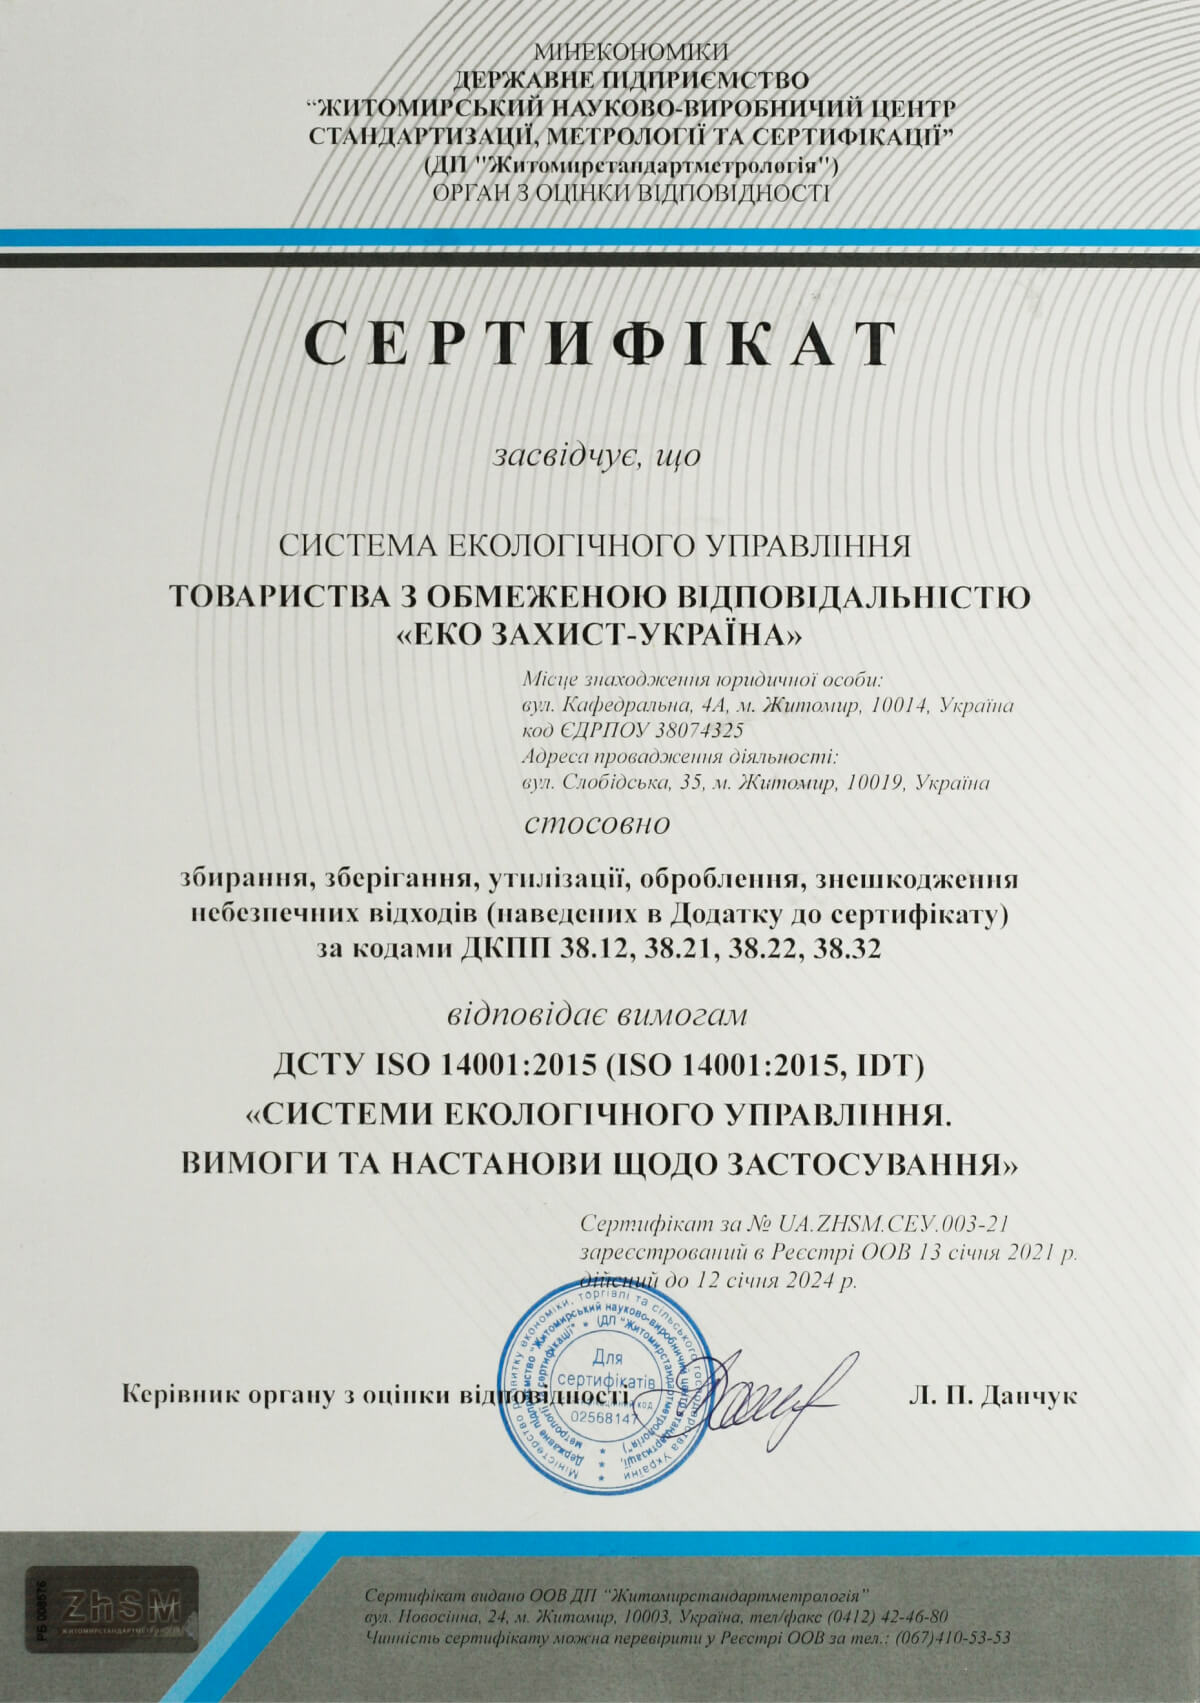 МІНЕКОНОМІКИ
ДЕРЖАВНЕ ПІДПРИЄМСТВО
“ЖИТОМИРСЬКИЙ НАУКОВО-ВИРОБНИЧИЙ ЦЕНТР
СТАНДАРТИЗАЦІЇ, МЕТРОЛОГІЇ ТА СЕРТИФІКАЦІЇ”
(ДП "Житомирстандартметрологія")
ОРГАН З ОЦІНКИ ВІДПОВІДНОСТІ
СЕРТИФІКАТ
засвідчує, що
СИСТЕМА ЕКОЛОГІЧНОГО УПРАВЛІННЯ
ТОВАРИСТВА З ОБМЕЖЕНОЮ ВІДПОВІДАЛЬНІСТЮ
«ЕКО ЗАХИСТ-УКРАЇНА»
Місце знаходження юридичної особи:
вул. Кафедральна, 4А, м. Житомир, 10014, Україна
код ЄДРПОУ 38074325
Адреса провадження діяльності:
вул. Слобідська, 35, м. Житомир, 10019, Україна
стосовно
збирання, зберігання, утилізації, оброблення, знешкодження
небезпечних відходів (наведених в Додатку до сертифікату)
за кодами ДКПП 38.12, 38.21, 38.22, 38.32
відповідає вимогам
ДСТУ ISO 14001:2015 (ISO 14001:2015, IDT)
«СИСТЕМИ ЕКОЛОГІЧНОГО УПРАВЛІННЯ.
ВИМОГИ ТА НАСТАНОВИ ЩОДО ЗАСТОСУВАННЯ»
Сертифікат за № UA.ZHSM.СЕУ.003-21
зареєстрований в Реєстрі ООВ 13 січня 2021 р.
дійсний до 12 січня 2024 р.
Міністерство розвитку економіки, торгівлі та сільського господарства України
Державне підприємство "Житомирський науково-виробничий центр стандартизації,
метрології та сертифікації" * (ДП "Житомирстандартметрологія")
Для
сертифікатів
код
02568147
Керівник органу з оцінки відповідності
Л. П. Данчук
РБ 008576
ZhSM
ЖИТОМИРСТАНДАРТМЕТРОЛОГІЯ
Сертифікат видано ООВ ДП “Житомирстандартметрологія”
вул. Новосінна, 24, м. Житомир, 10003, Україна, тел/факс (0412) 42-46-80
Чинність сертифікату можна перевірити у Реєстрі ООВ за тел.: (067)410-53-53